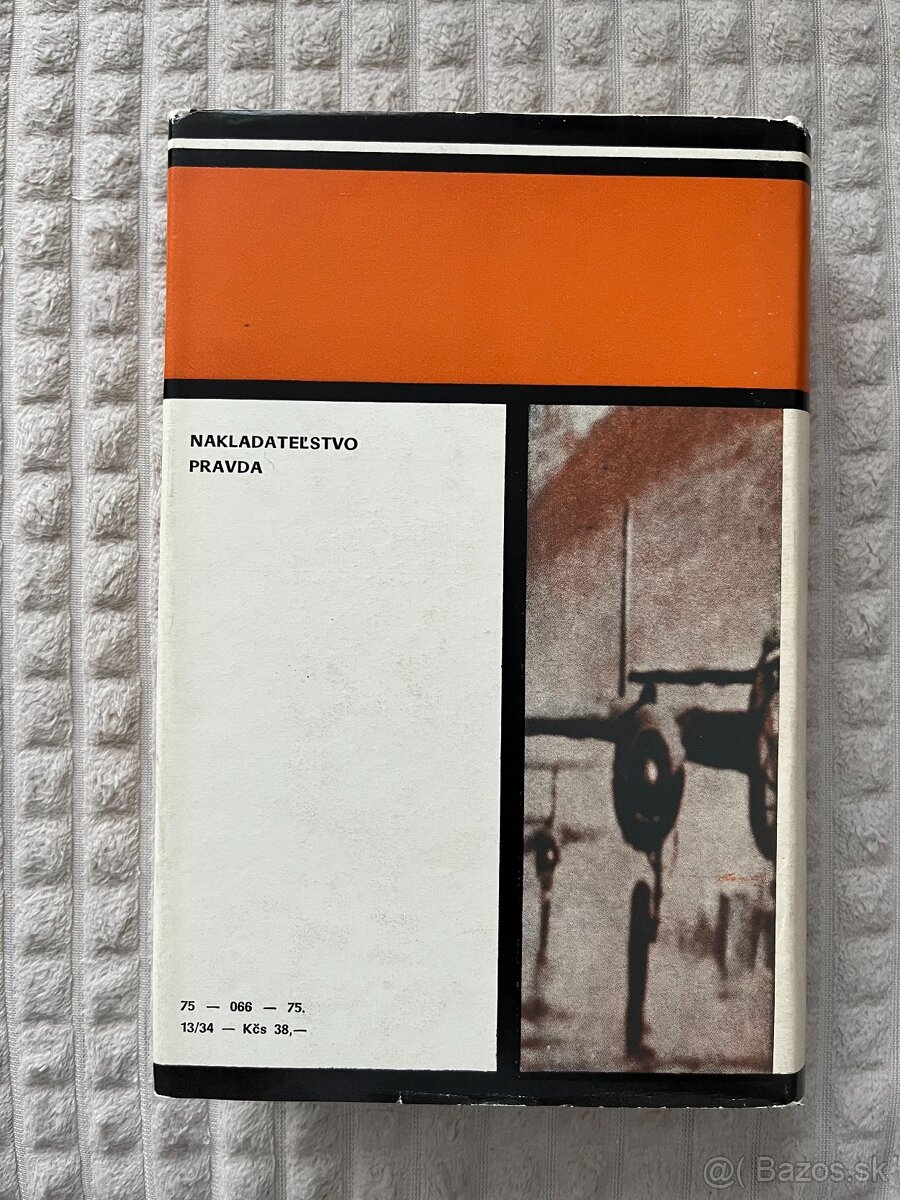 NAKLADATEĽSTVO
PRAVDA
75 — 066 — 75.
13/34 — Kčs 38,—
@( Bazos.sk